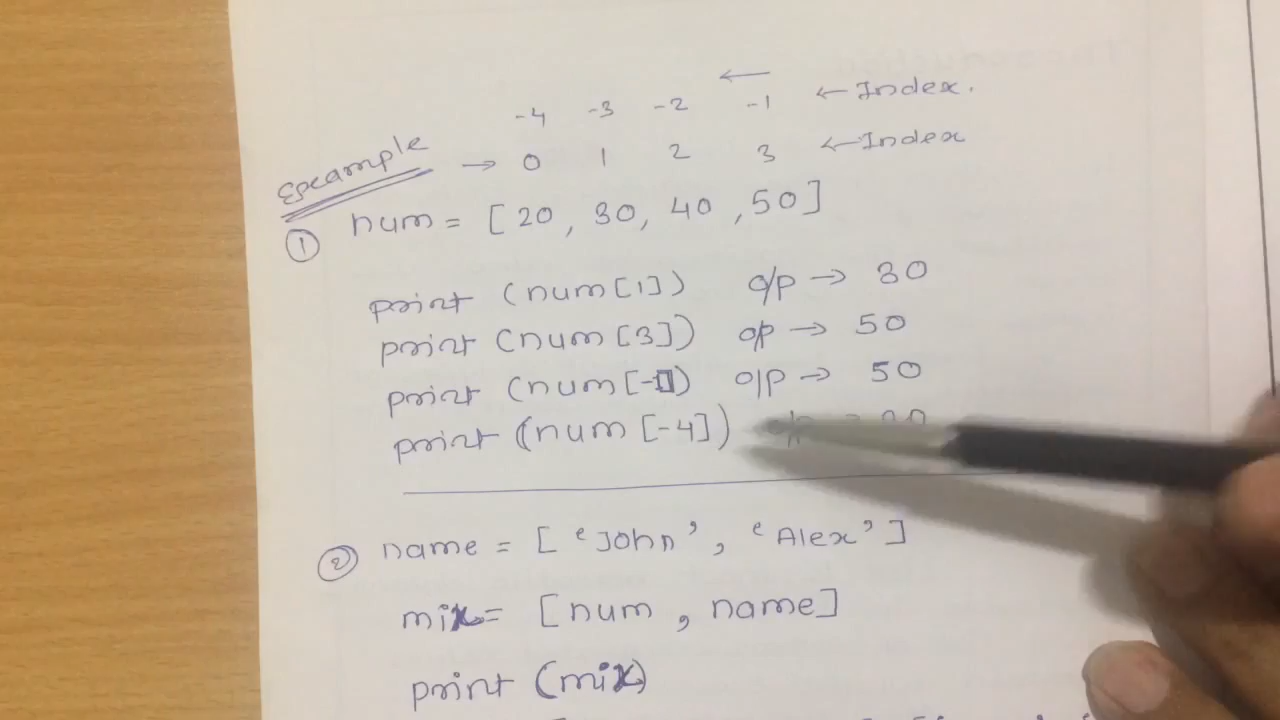 ←
-4 -3 -2 -1 ← Index.
Example → 0 1 2 3 ← Index
① num = [20, 30, 40, 50]
print (num[1]) o/p → 30
print (num[3]) o/p → 50
print (num[-1]) o/p → 50
print (num[-4])
② name = ['John', 'Alex']
mix = [num, name]
print (mix)